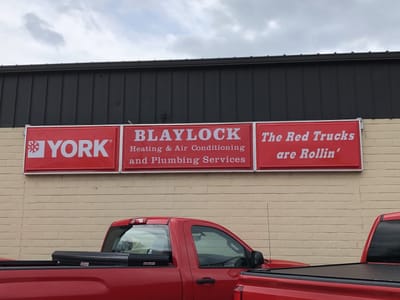 YORK
BLAYLOCK
Heating & Air Conditioning
and Plumbing Services
The Red Trucks
are Rollin'